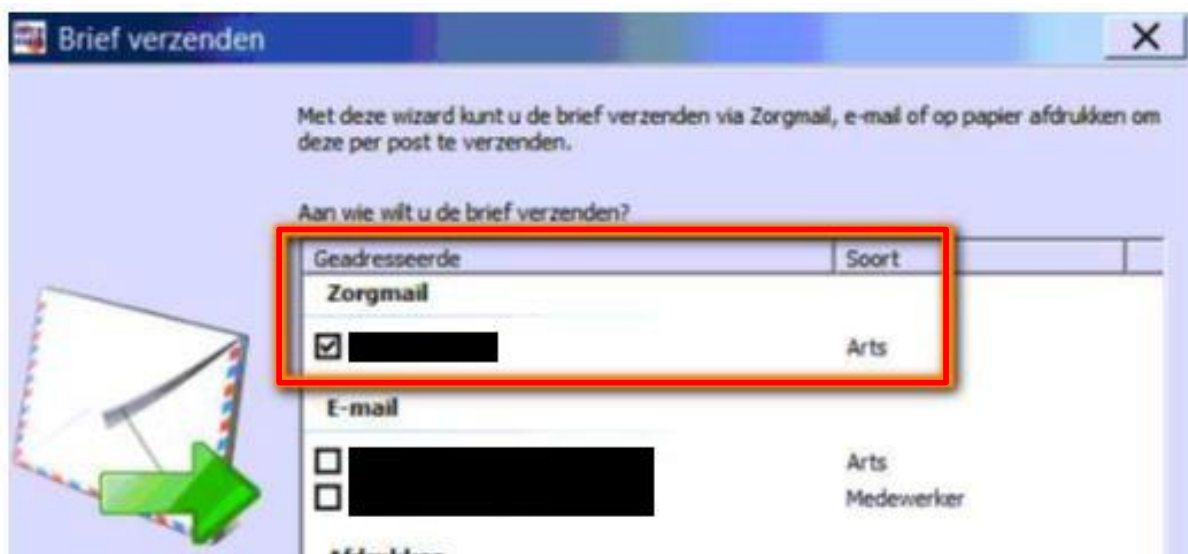 Brief verzenden
Met deze wizard kunt u de brief verzenden via Zorgmail, e-mail of op papier afdrukken om
deze per post te verzenden.
Aan wie wilt u de brief verzenden?
Geadresseerde Soort
Zorgmail
Arts
E-mail
Arts
Medewerker